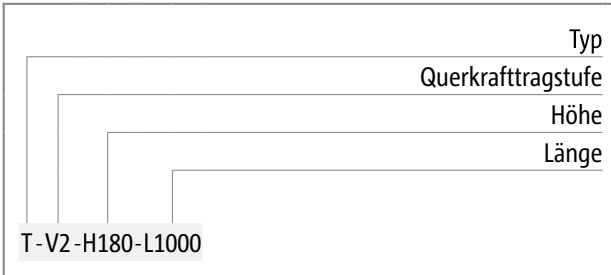 Typ
Querkrafttragstufe
Höhe
Länge
T-V2-H180-L1000